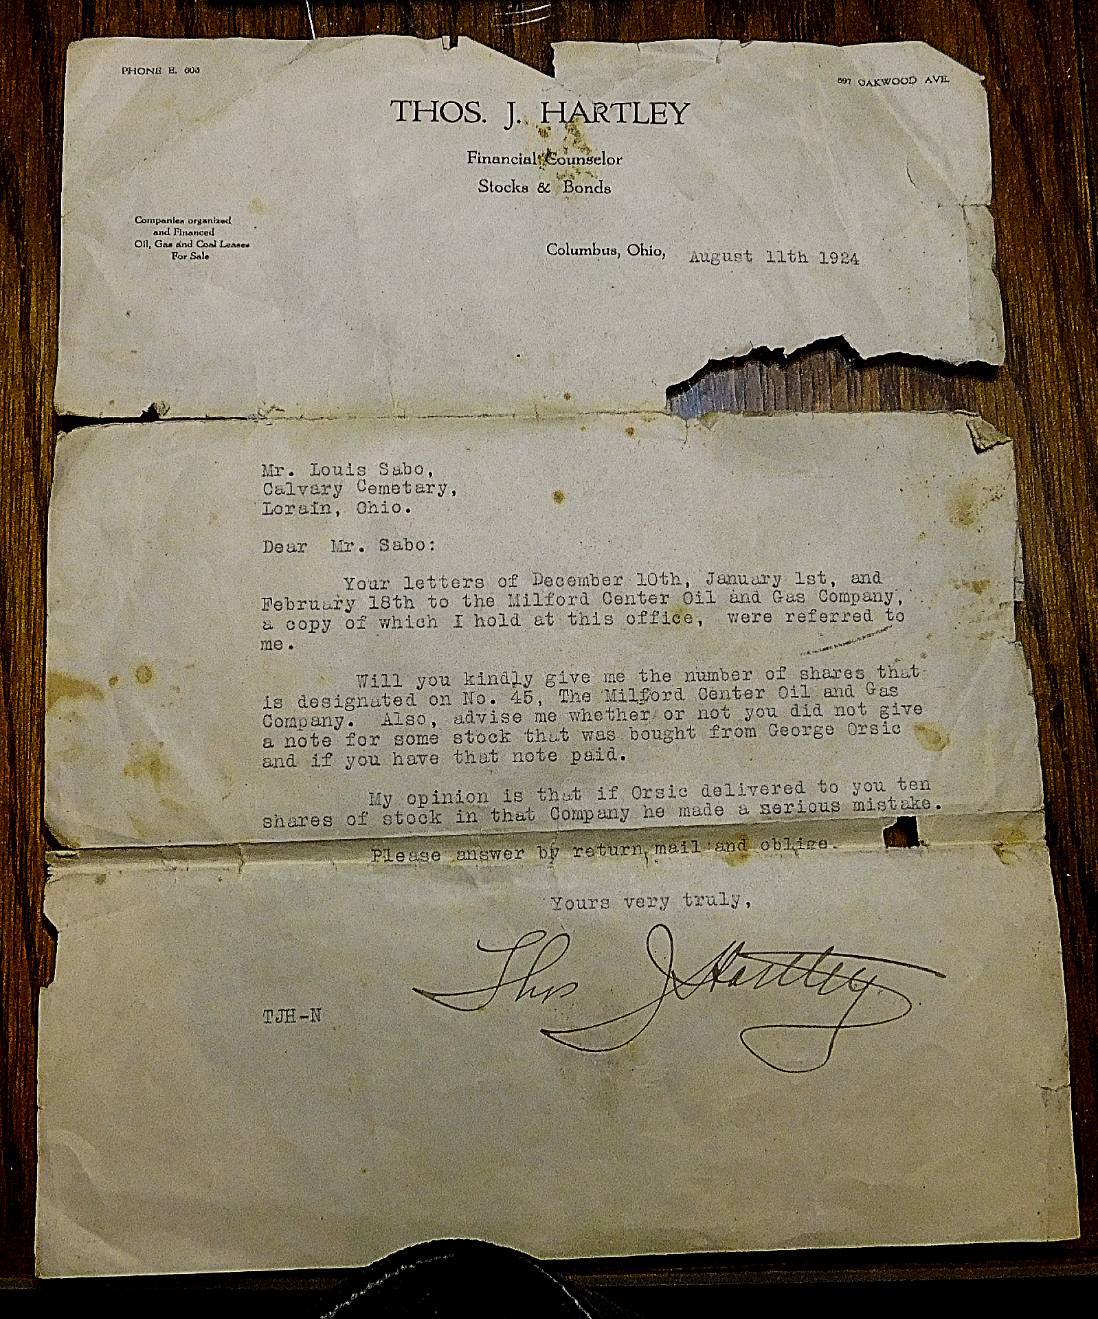 PHONE E. 603
597 OAKWOOD AVE.
THOS. J. HARTLEY
Financial Counselor
Stocks & Bonds
Companies organized
and Financed
Oil, Gas and Coal Leases
For Sale
Columbus, Ohio, August 11th 1924
Mr. Louis Sabo,
Calvary Cemetary,
Lorain, Ohio.
Dear Mr. Sabo:
Your letters of December 10th, January 1st, and
February 18th to the Milford Center Oil and Gas Company,
a copy of which I hold at this office, were referred to
me.
Will you kindly give me the number of shares that
is designated on No. 45, The Milford Center Oil and Gas
Company. Also, advise me whether or not you did not give
a note for some stock that was bought from George Orsic
and if you have that note paid.
My opinion is that if Orsic delivered to you ten
shares of stock in that Company he made a serious mistake.
Please answer by return mail and oblige.
Yours very truly,
Thos J Hartley
TJH-N